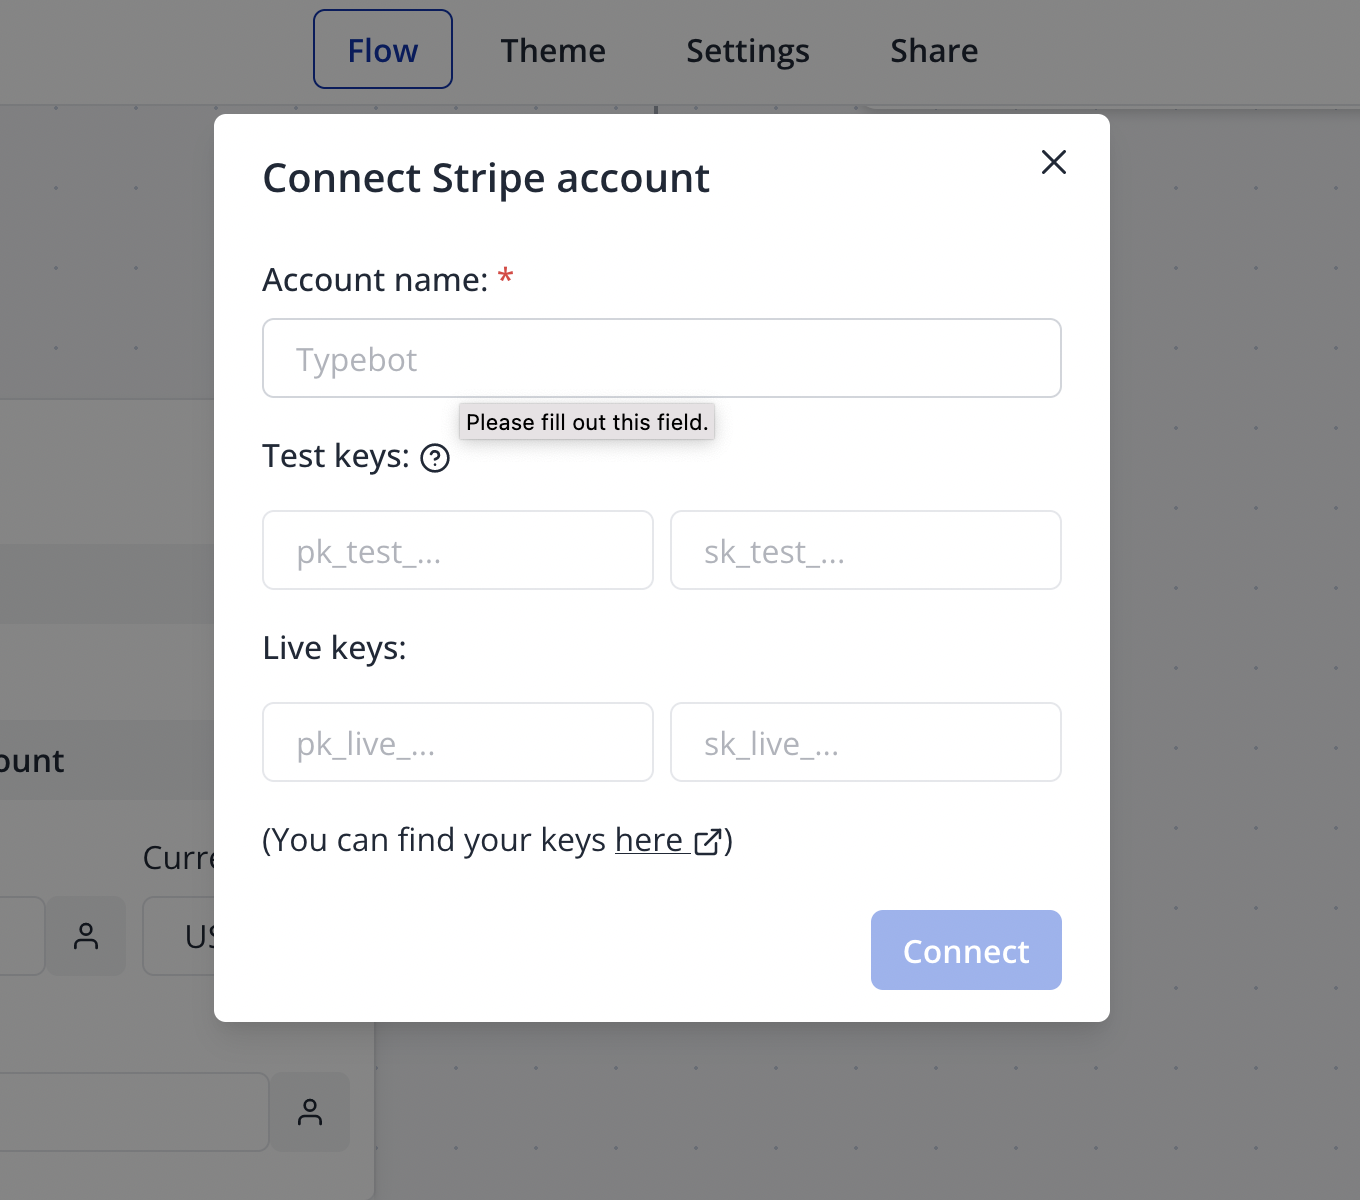 Flow Theme Settings Share
Connect Stripe account
Account name: *
Typebot
Please fill out this field.
Test keys:
pk_test_... sk_test_...
Live keys:
pk_live_... sk_live_...
ount
(You can find your keys here )
Curre
US
Connect